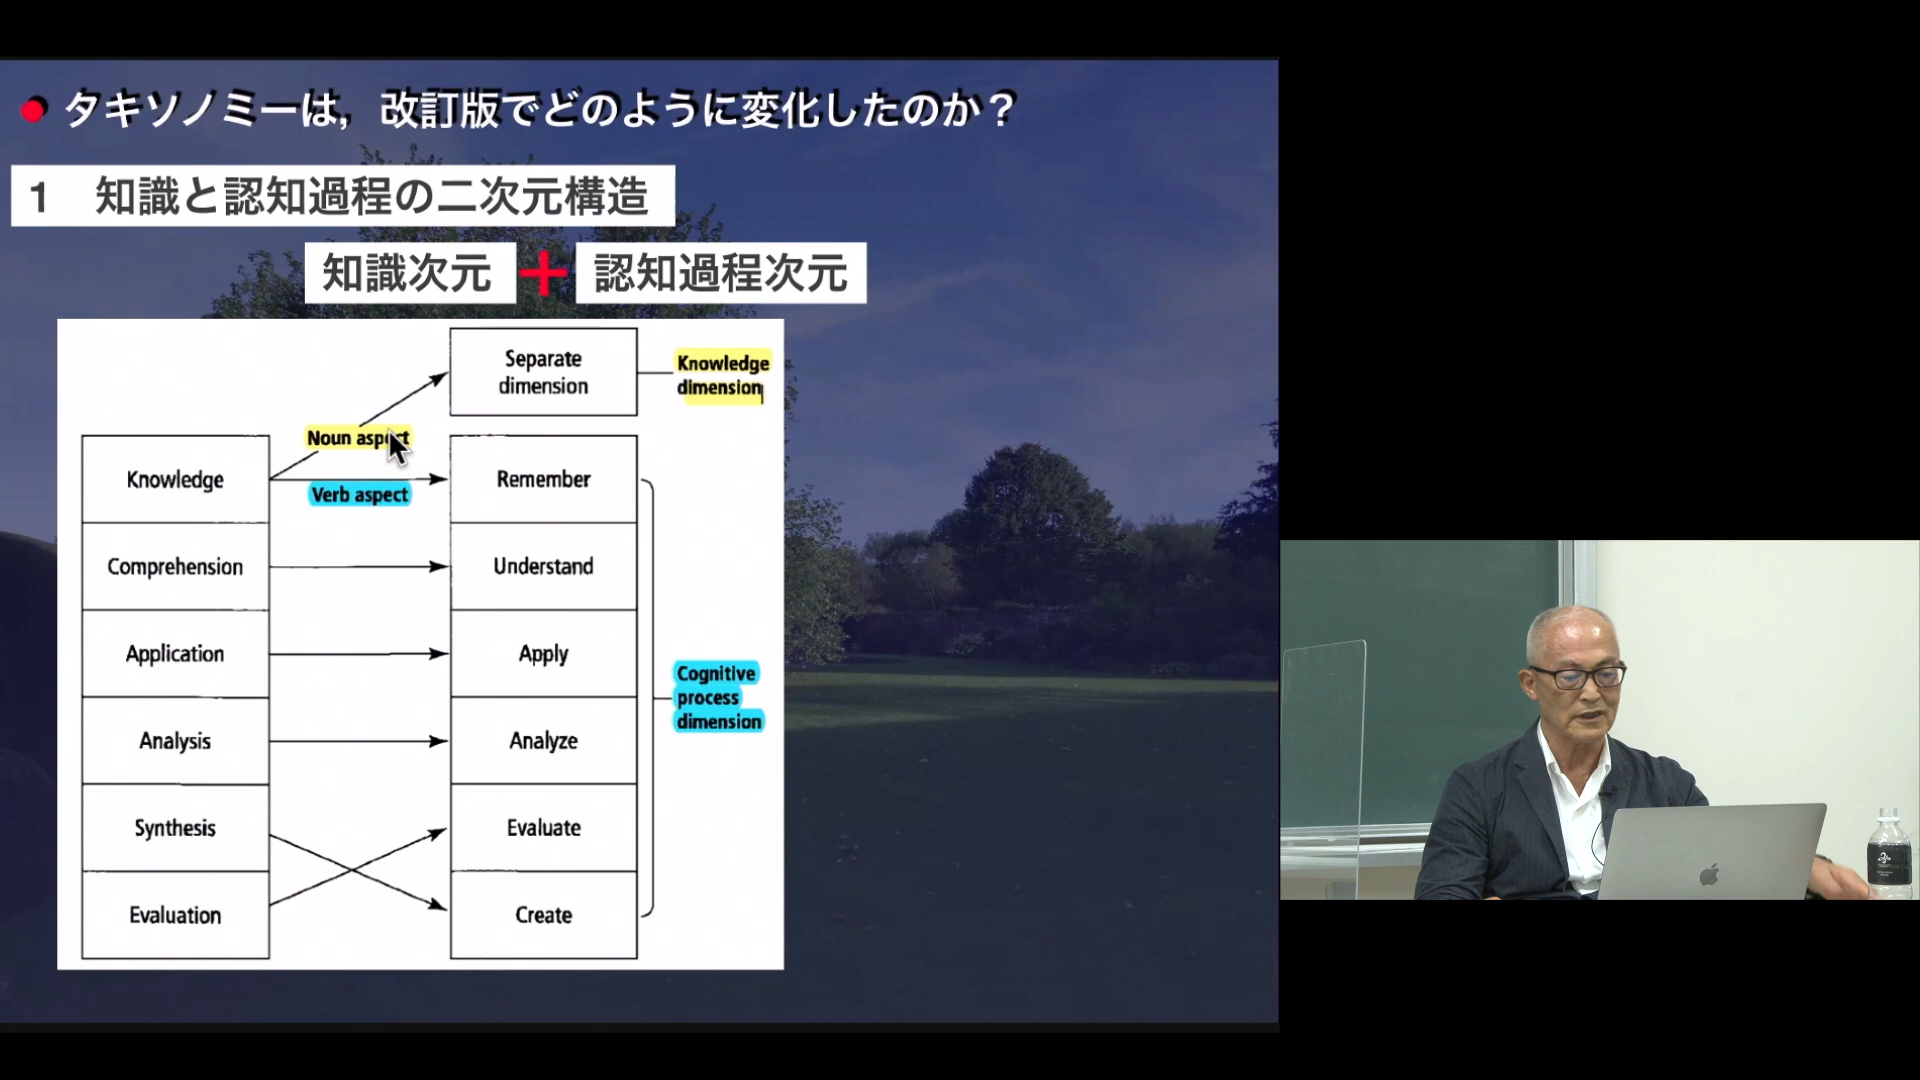 タキソノミーは，改訂版でどのように変化したのか？
1　知識と認知過程の二次元構造
知識次元＋認知過程次元
Separate
dimension
Knowledge
dimension
Noun aspect
Verb aspect
Knowledge
Remember
Comprehension
Understand
Application
Apply
Cognitive
process
dimension
Analysis
Analyze
Synthesis
Evaluate
Evaluation
Create